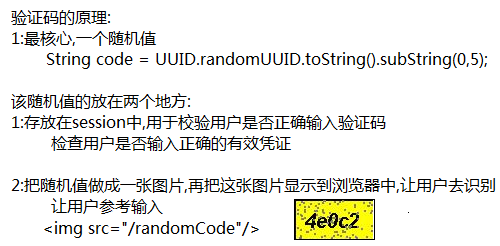 验证码的原理:
1:最核心,一个随机值
String code = UUID.randomUUID.toString().subString(0,5);
该随机值的放在两个地方:
1:存放在session中,用于校验用户是否正确输入验证码
检查用户是否输入正确的有效凭证
2:把随机值做成一张图片,再把这张图片显示到浏览器中,让用户去识别
让用户参考输入
<img src="/randomCode"/>
4e0c2